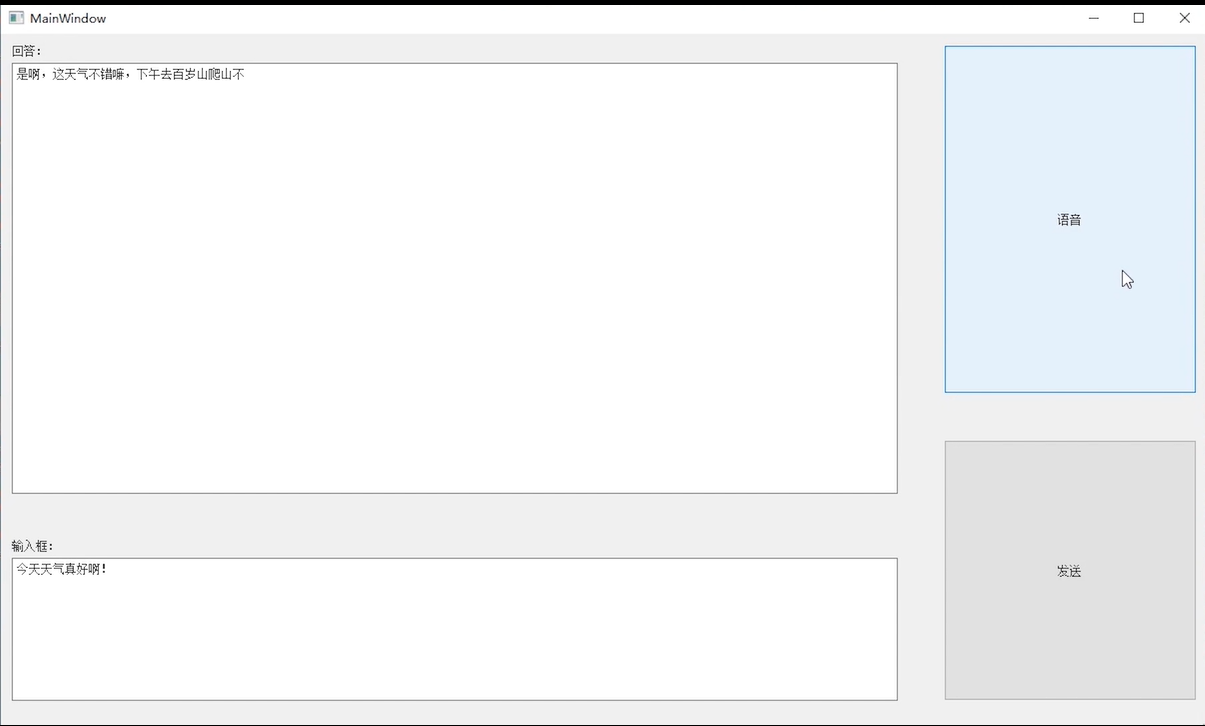 MainWindow
回答:
是啊，这天气不错嘛，下午去百岁山爬山不
语音
输入框:
今天天气真好啊!
发送